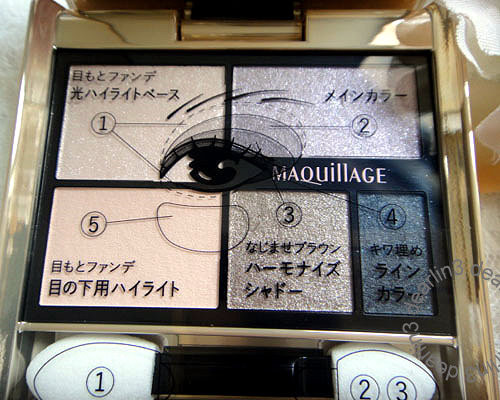 目もとファンデ
光ハイライトベース
①
メインカラー
②
MAQuillAGE
⑤
目もとファンデ
目の下用ハイライト
③
なじませブラウン
ハーモナイズ
シャドー
④
キワ埋め
ライン
カラー
①
②③